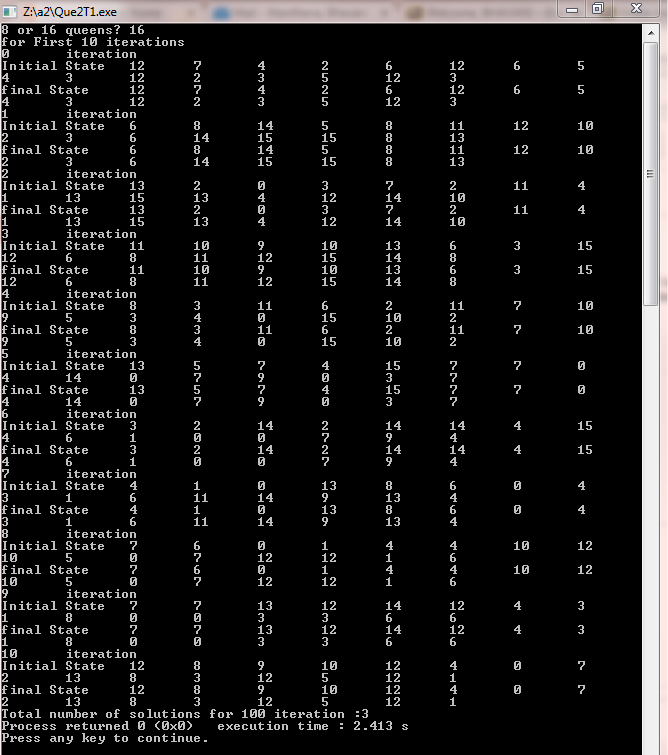 Z:\a2\Que2T1.exe
8 or 16 queens? 16
for First 10 iterations
0 iteration
Initial State 12 7 4 2 6 12 6 5
4 3 12 2 3 5 12 3
final State 12 7 4 2 6 12 6 5
4 3 12 2 3 5 12 3
1 iteration
Initial State 6 8 14 5 8 11 12 10
2 3 6 14 15 15 8 13
final State 6 8 14 5 8 11 12 10
2 3 6 14 15 15 8 13
2 iteration
Initial State 13 2 0 3 7 2 11 4
1 13 15 13 4 12 14 10
final State 13 2 0 3 7 2 11 4
1 13 15 13 4 12 14 10
3 iteration
Initial State 11 10 9 10 13 6 3 15
12 6 8 11 12 15 14 8
final State 11 10 9 10 13 6 3 15
12 6 8 11 12 15 14 8
4 iteration
Initial State 8 3 11 6 2 11 7 10
9 5 3 4 0 15 10 2
final State 8 3 11 6 2 11 7 10
9 5 3 4 0 15 10 2
5 iteration
Initial State 13 5 7 4 15 7 7 0
4 14 0 7 9 0 3 7
final State 13 5 7 4 15 7 7 0
4 14 0 7 9 0 3 7
6 iteration
Initial State 3 2 14 2 14 14 4 15
4 6 1 0 0 7 9 4
final State 3 2 14 2 14 14 4 15
4 6 1 0 0 7 9 4
7 iteration
Initial State 4 1 0 13 8 6 0 4
3 1 6 11 14 9 13 4
final State 4 1 0 13 8 6 0 4
3 1 6 11 14 9 13 4
8 iteration
Initial State 7 6 0 1 4 4 10 12
10 5 0 7 12 12 1 6
final State 7 6 0 1 4 4 10 12
10 5 0 7 12 12 1 6
9 iteration
Initial State 7 7 13 12 14 12 4 3
1 8 0 0 3 3 6 6
final State 7 7 13 12 14 12 4 3
1 8 0 0 3 3 6 6
10 iteration
Initial State 12 8 9 10 12 4 0 7
2 13 8 3 12 5 12 1
final State 12 8 9 10 12 4 0 7
2 13 8 3 12 5 12 1
Total number of solutions for 100 iteration :3
Process returned 0 (0x0) execution time : 2.413 s
Press any key to continue.